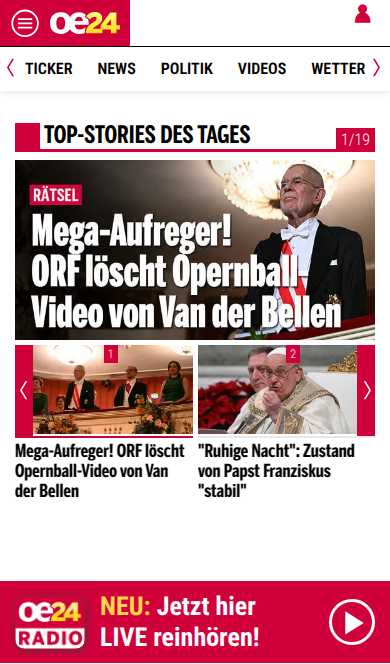 oe24
TICKER NEWS POLITIK VIDEOS WETTER
TOP-STORIES DES TAGES
1/19
RÄTSEL
Mega-Aufreger!
ORF löscht Opernball-
Video von Van der Bellen
1
2
Mega-Aufreger! ORF löscht
Opernball-Video von Van
der Bellen
"Ruhige Nacht": Zustand
von Papst Franziskus
"stabil"
oe24
RADIO
NEU: Jetzt hier
LIVE reinhören!